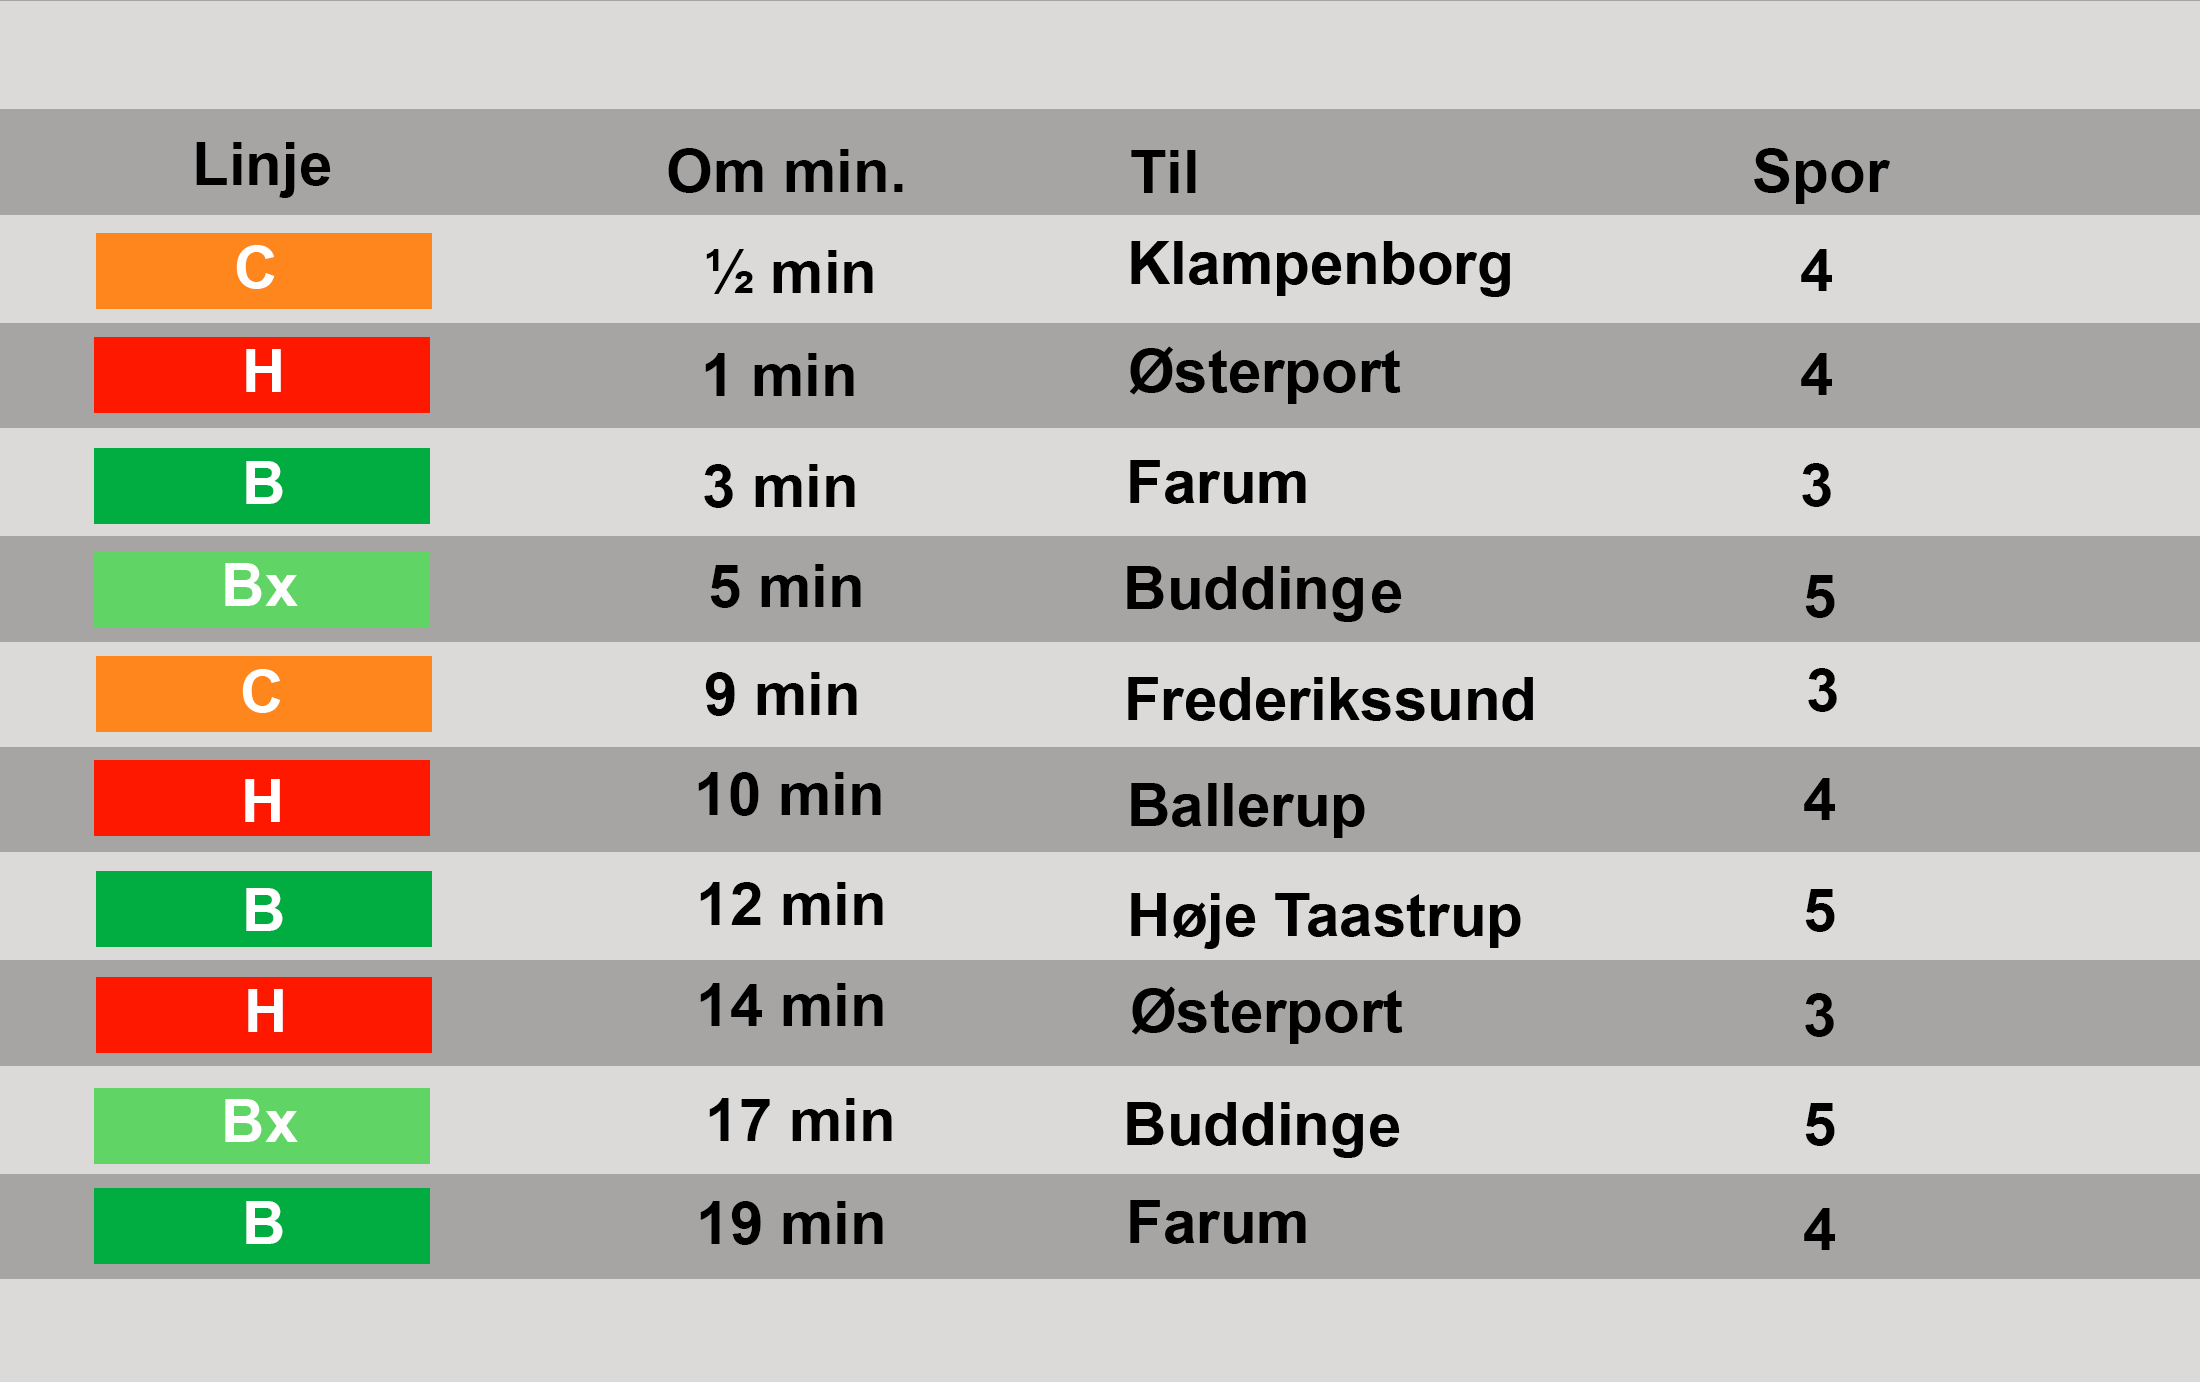 Linje Om min. Til Spor
C ½ min Klampenborg 4
H 1 min Østerport 4
B 3 min Farum 3
Bx 5 min Buddinge 5
C 9 min Frederikssund 3
H 10 min Ballerup 4
B 12 min Høje Taastrup 5
H 14 min Østerport 3
Bx 17 min Buddinge 5
B 19 min Farum 4